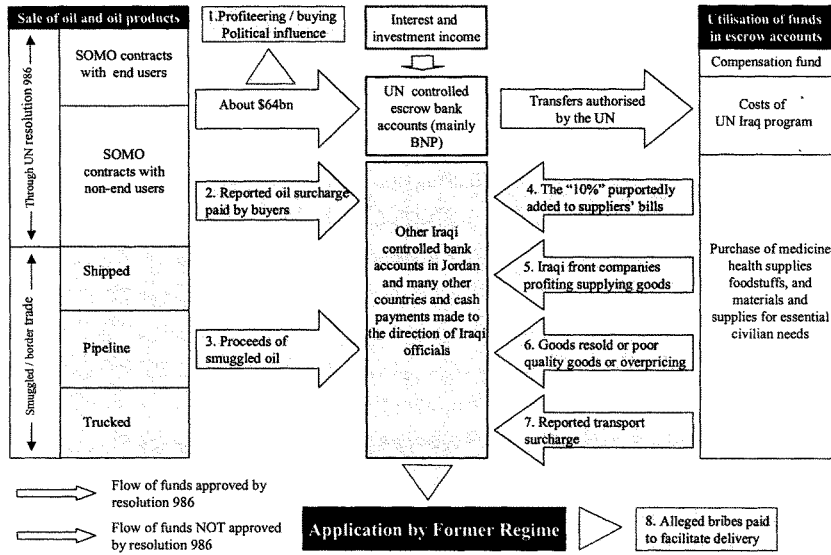 Sale of oil and oil products
Through UN resolution 986
SOMO contracts
with end users
SOMO
contracts with
non-end users
Smuggled / border trade
Shipped
Pipeline
Trucked
1.Profiteering / buying
Political influence
About $64bn
2. Reported oil surcharge
paid by buyers
3. Proceeds of
smuggled oil
Interest and
investment income
UN controlled
escrow bank
accounts (mainly
BNP)
Other Iraqi
controlled bank
accounts in Jordan
and many other
countries and cash
payments made to
the direction of Iraqi
officials
Transfers authorised
by the UN
4. The “10%” purportedly
added to suppliers’ bills
5. Iraqi front companies
profiting supplying goods
6. Goods resold or poor
quality goods or overpricing
7. Reported transport
surcharge
Utilisation of funds
in escrow accounts
Compensation fund
Costs of
UN Iraq program
Purchase of medicine
health supplies
foodstuffs, and
materials and
supplies for essential
civilian needs
Flow of funds approved by
resolution 986
Flow of funds NOT approved
by resolution 986
Application by Former Regime
8. Alleged bribes paid
to facilitate delivery